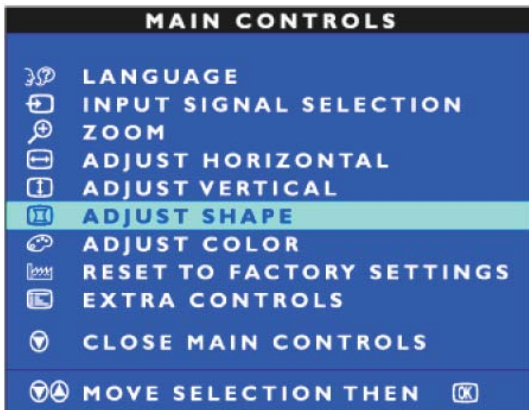 MAIN CONTROLS
LANGUAGE
INPUT SIGNAL SELECTION
ZOOM
ADJUST HORIZONTAL
ADJUST VERTICAL
ADJUST SHAPE
ADJUST COLOR
RESET TO FACTORY SETTINGS
EXTRA CONTROLS
CLOSE MAIN CONTROLS
MOVE SELECTION THEN OK